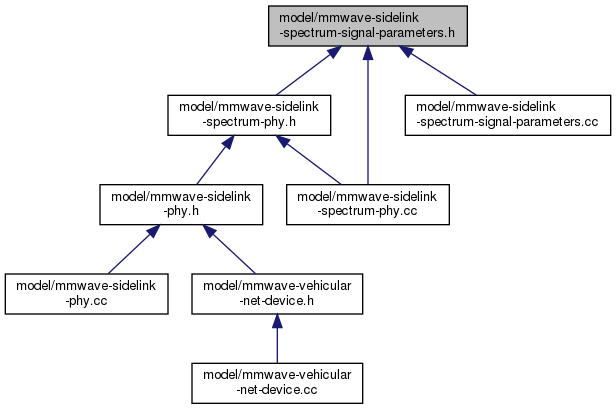 model/mmwave-sidelink
-spectrum-signal-parameters.h
model/mmwave-sidelink
-spectrum-phy.h
model/mmwave-sidelink
-spectrum-signal-parameters.cc
model/mmwave-sidelink
-phy.h
model/mmwave-sidelink
-spectrum-phy.cc
model/mmwave-sidelink
-phy.cc
model/mmwave-vehicular
-net-device.h
model/mmwave-vehicular
-net-device.cc